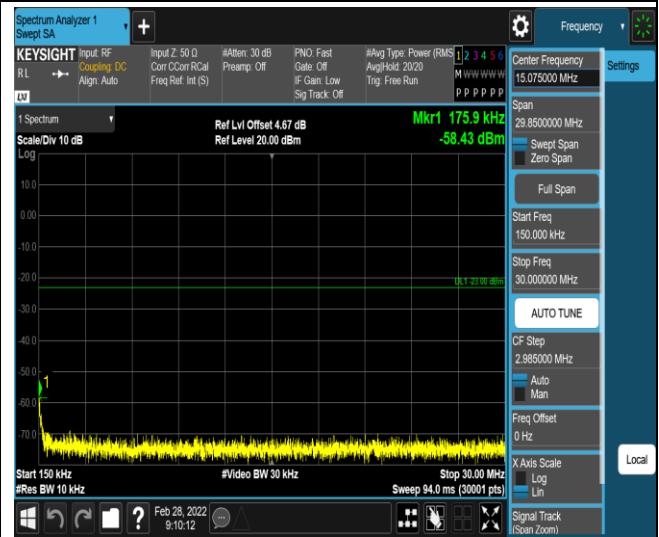 Spectrum Analyzer 1
Swept SA
+
Frequency
KEYSIGHT
RL
LXI
Input: RF
Coupling: DC
Align: Auto
Input Z: 50 Ω
Corr CCorr RCal
Freq Ref: Int (S)
#Atten: 30 dB
Preamp: Off
PNO: Fast
Gate: Off
IF Gain: Low
Sig Track: Off
#Avg Type: Power (RMS
Avg|Hold: 20/20
Trig: Free Run
1 2 3 4 5 6
M W W W W W
P P P P P P
1 Spectrum
Scale/Div 10 dB
Log
Ref Lvl Offset 4.67 dB
Ref Level 20.00 dBm
Mkr1 175.9 kHz
-58.43 dBm
10.0
0.00
-10.0
-20.0
DL1 -23.00 dBm
-30.0
-40.0
-50.0
1
-60.0
-70.0
Start 150 kHz
#Res BW 10 kHz
#Video BW 30 kHz
Stop 30.00 MHz
Sweep 94.0 ms (30001 pts)
?
Feb 28, 2022
9:10:12
Center Frequency
15.075000 MHz
Settings
Span
29.8500000 MHz
Swept Span
Zero Span
Full Span
Start Freq
150.000 kHz
Stop Freq
30.000000 MHz
AUTO TUNE
CF Step
2.985000 MHz
Auto
Man
Freq Offset
0 Hz
X Axis Scale
Log
Lin
Local
Signal Track
(Span Zoom)